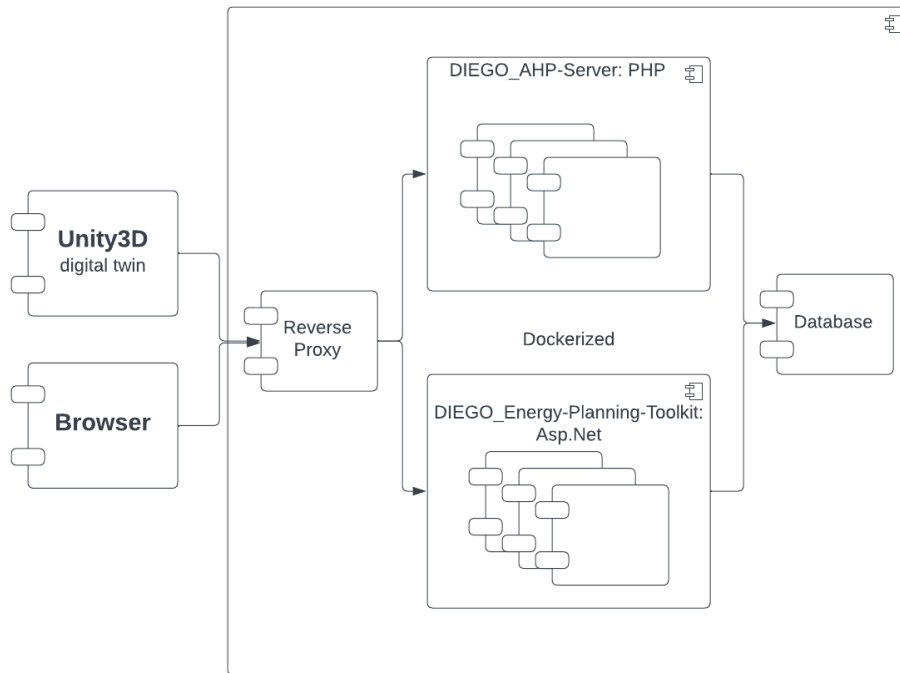 DIEGO_AHP-Server: PHP
Unity3D
digital twin
Reverse
Proxy
Dockerized
Database
Browser
DIEGO_Energy-Planning-Toolkit:
Asp.Net